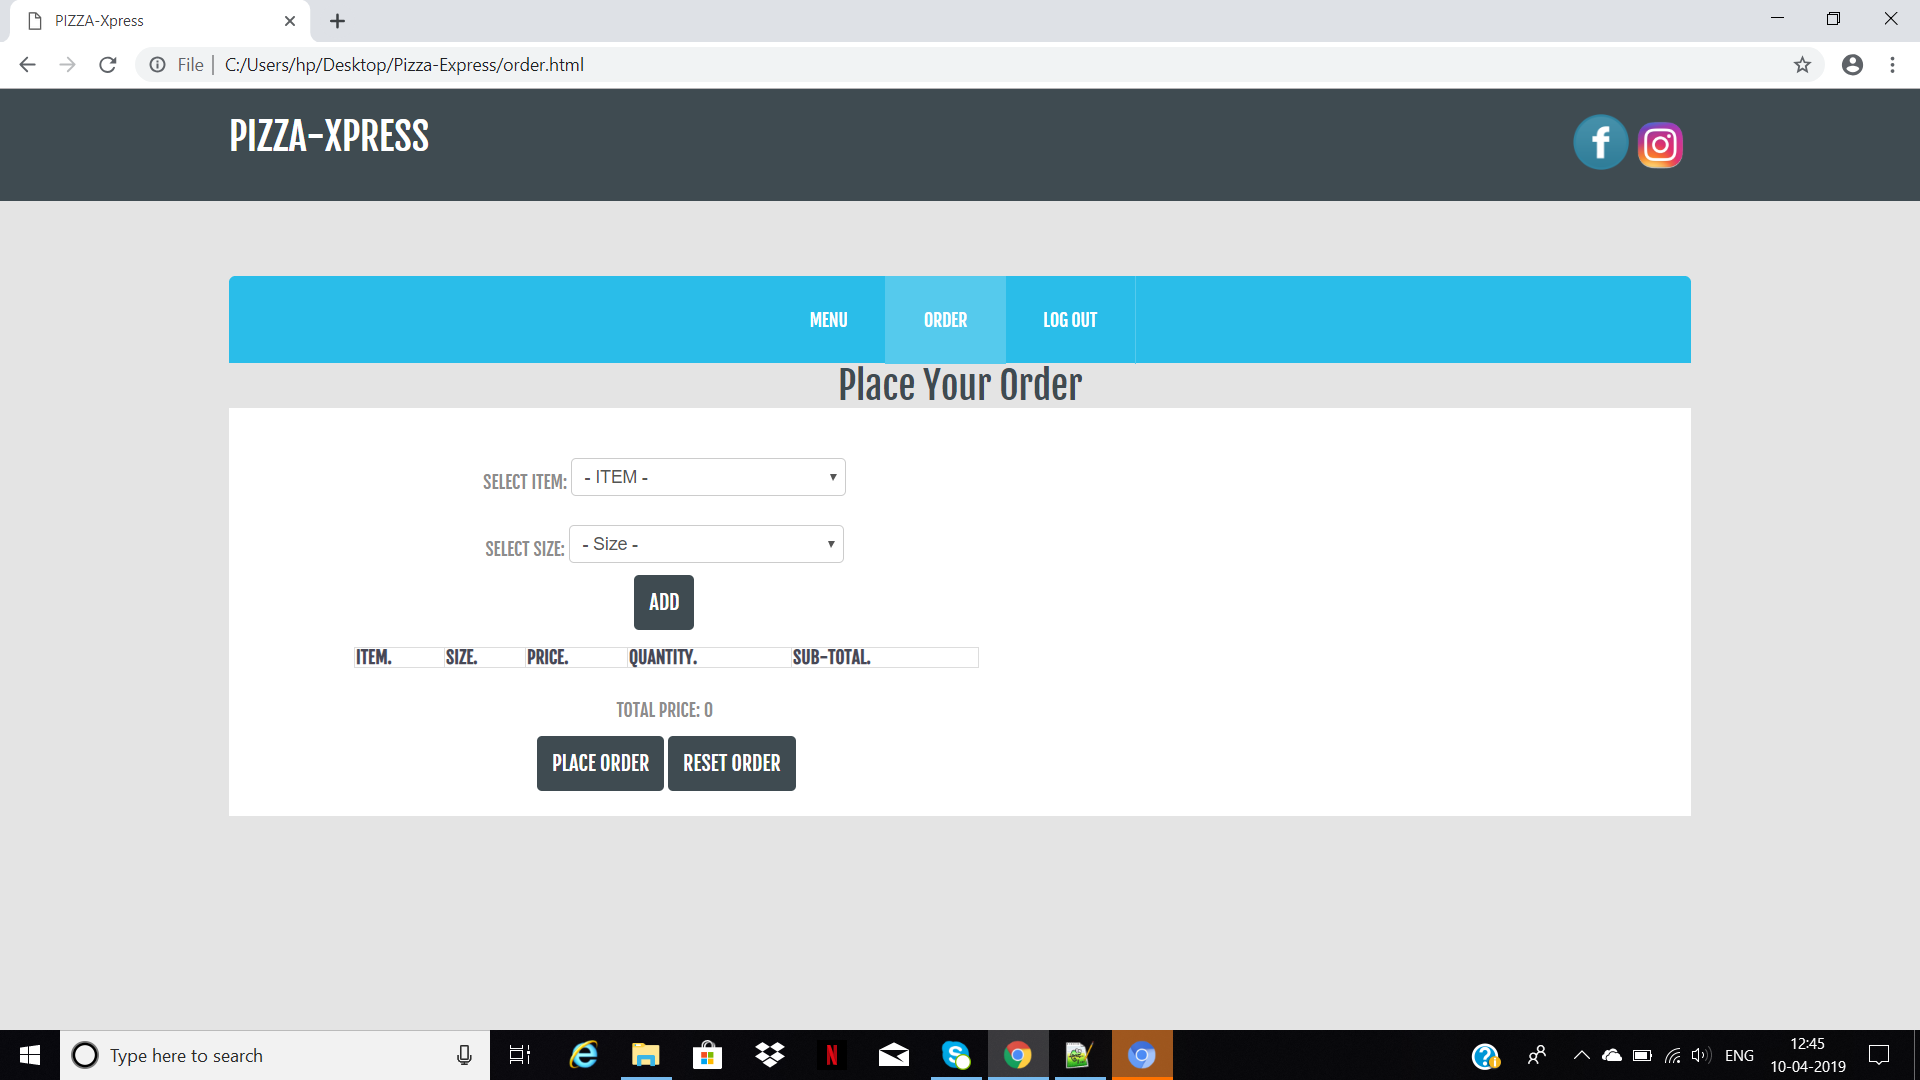 PIZZA-Xpress
File | C:/Users/hp/Desktop/Pizza-Express/order.html
PIZZA-XPRESS
MENU ORDER LOG OUT
Place Your Order
SELECT ITEM: - ITEM -
SELECT SIZE: - Size -
ADD
ITEM. SIZE. PRICE. QUANTITY. SUB-TOTAL.
TOTAL PRICE: 0
PLACE ORDER RESET ORDER
Type here to search
ENG
12:45
10-04-2019